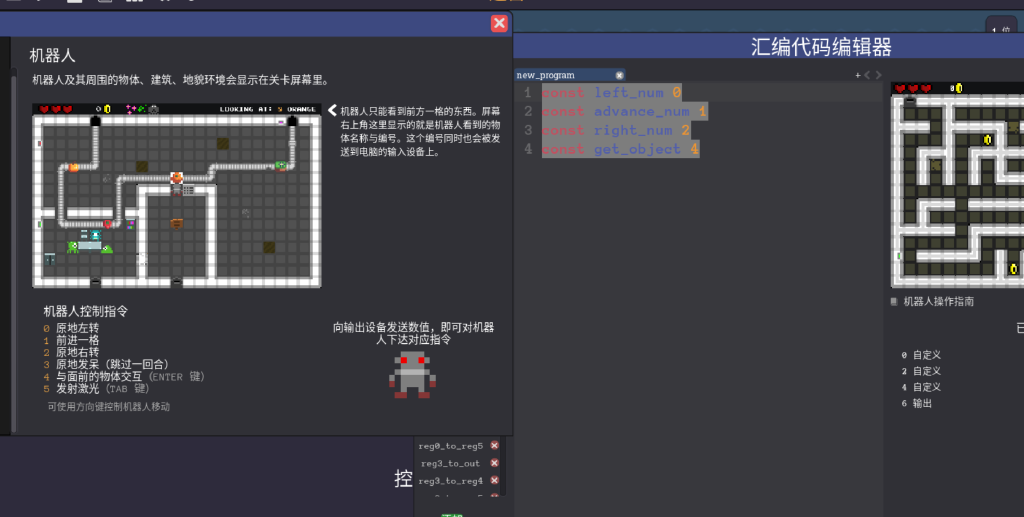 机器人
机器人及其周围的物体、建筑、地貌环境会显示在关卡屏幕里。
LOOKING AT: 3 ORANGE
机器人只能看到前方一格的东西。屏幕
右上角这里显示的就是机器人看到的物
体名称与编号。这个编号同时也会被发
送到电脑的输入设备上。
机器人控制指令
0 原地左转
1 前进一格
2 原地右转
3 原地发呆（跳过一回合）
4 与面前的物体交互（ENTER 键）
5 发射激光（TAB 键）
可使用方向键控制机器人移动
向输出设备发送数值，即可对机器
人下达对应指令
reg0_to_reg5
reg3_to_out
reg3_to_reg4
控
汇编代码编辑器
new_program
1 const left_num 0
2 const advance_num 1
3 const right_num 2
4 const get_object 4
0
机器人操作指南
0 自定义
2 自定义
4 自定义
6 输出